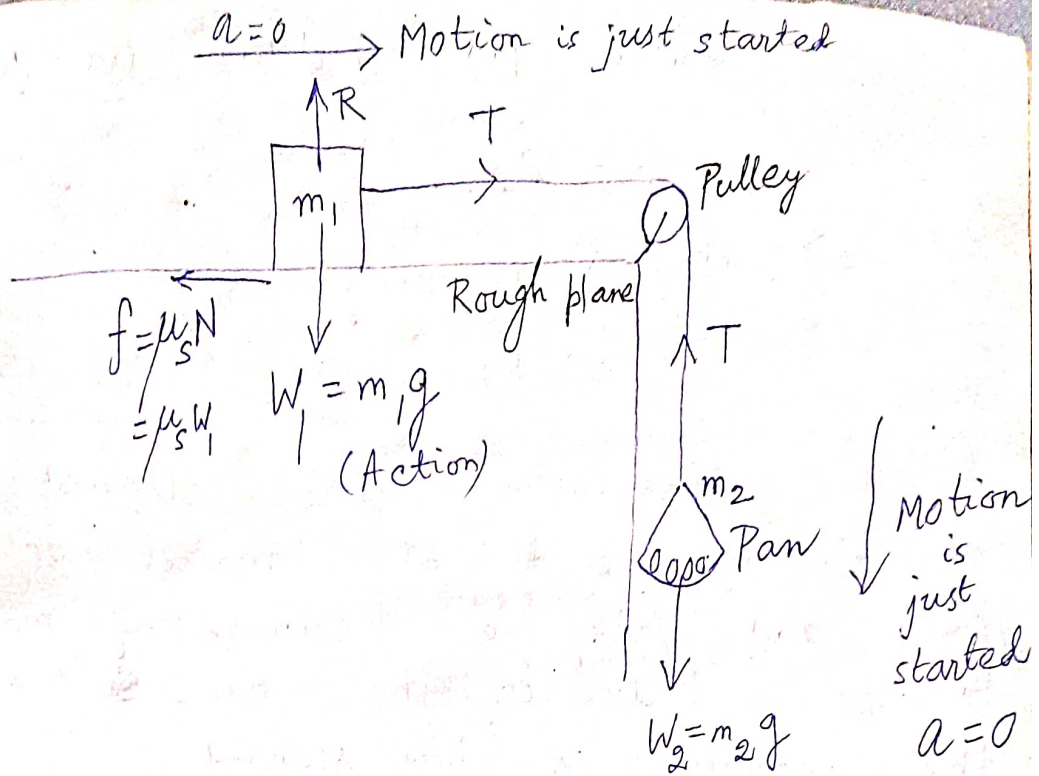 a=0
Motion is just started
R
T
Pulley
m₁
Rough plane
f=μₛN
=μₛW₁
W₁=m₁g
(Action)
T
m₂
Pan
Motion
is
just
started
a=0
W₂=m₂g